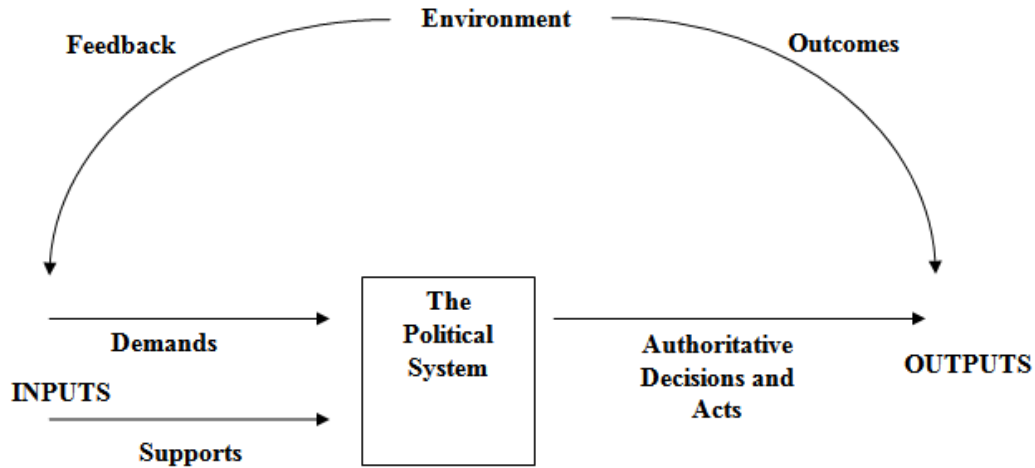 Environment
Feedback
Outcomes
The
Political
System
Demands
Authoritative
Decisions and
Acts
INPUTS
OUTPUTS
Supports